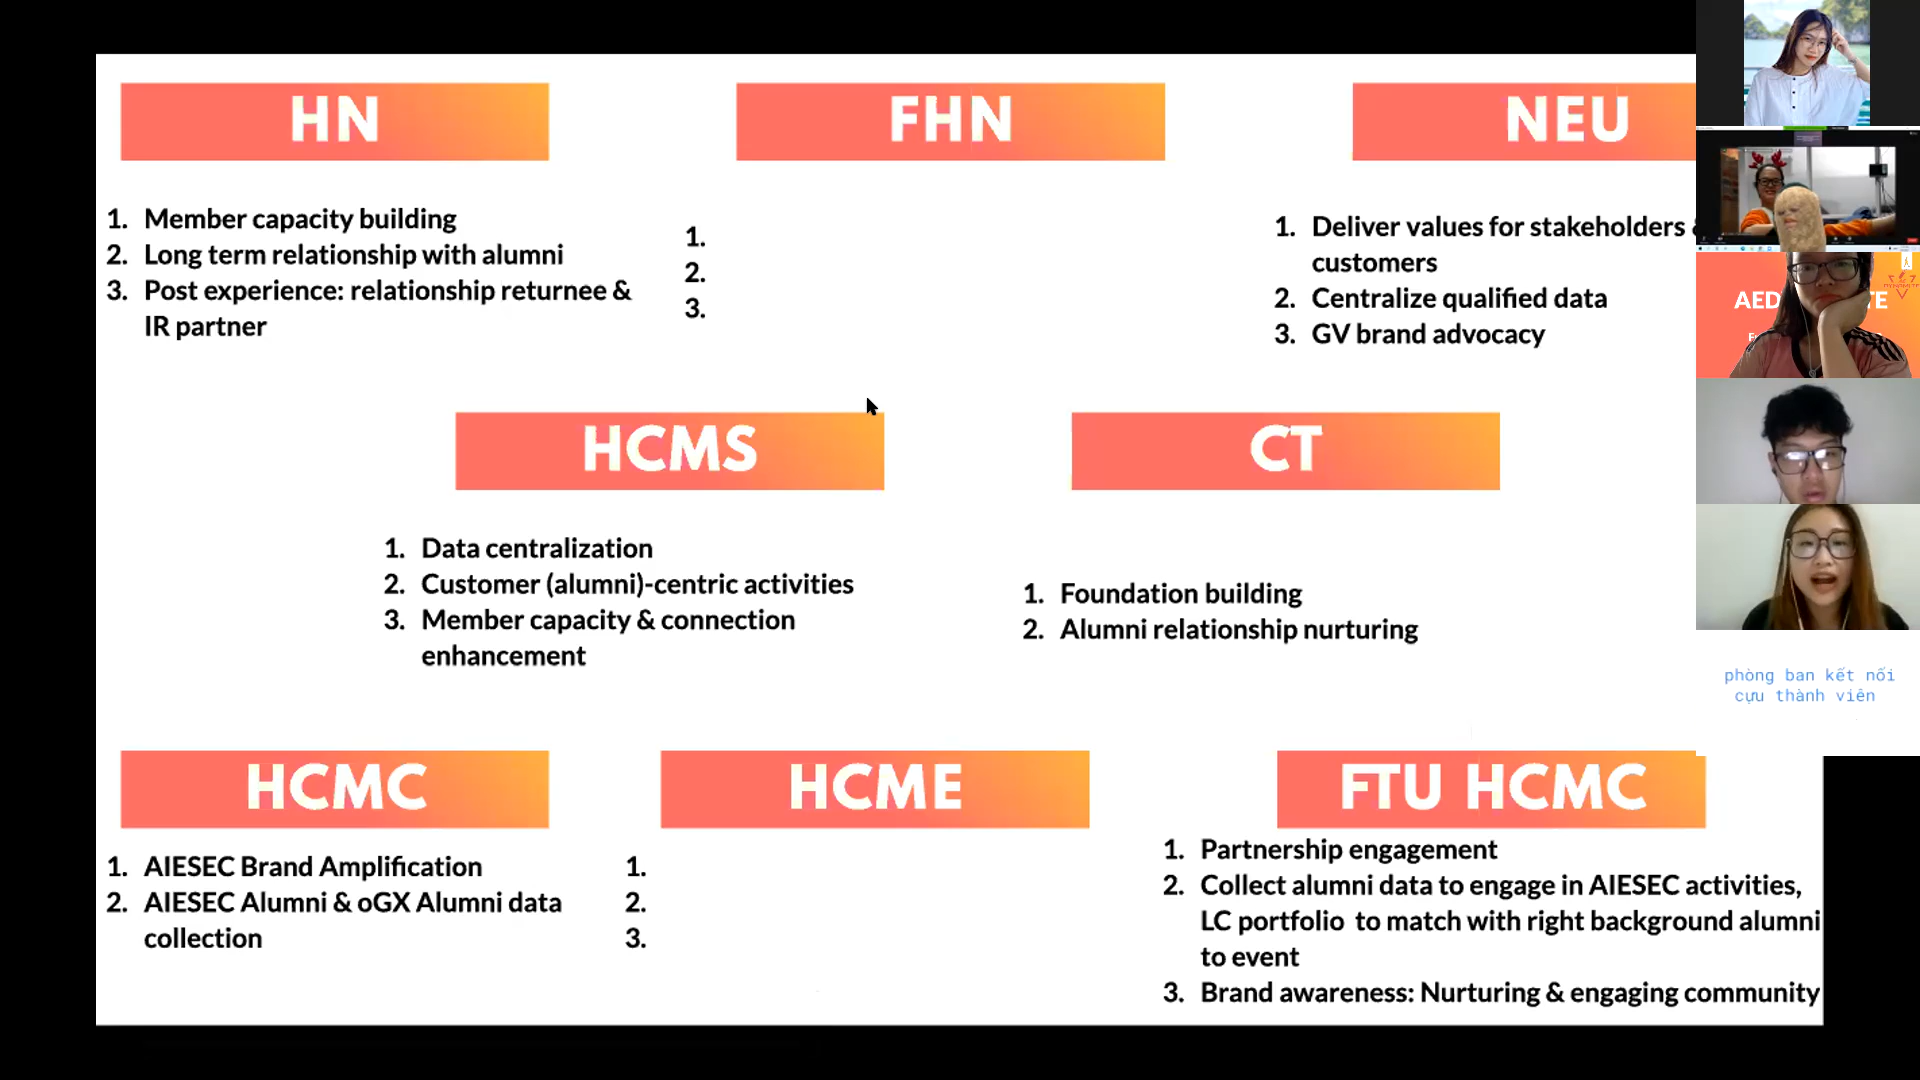 HN
1. Member capacity building
2. Long term relationship with alumni
3. Post experience: relationship returnee &
IR partner
FHN
1.
2.
3.
NEU
1. Deliver values for stakeholders
customers
2. Centralize qualified data
3. GV brand advocacy
HCMS
1. Data centralization
2. Customer (alumni)-centric activities
3. Member capacity & connection
enhancement
CT
1. Foundation building
2. Alumni relationship nurturing
HCMC
1. AIESEC Brand Amplification
2. AIESEC Alumni & oGX Alumni data
collection
HCME
1.
2.
3.
FTU HCMC
1. Partnership engagement
2. Collect alumni data to engage in AIESEC activities,
LC portfolio to match with right background alumni
to event
3. Brand awareness: Nurturing & engaging community
phòng ban kết nối
cựu thành viên